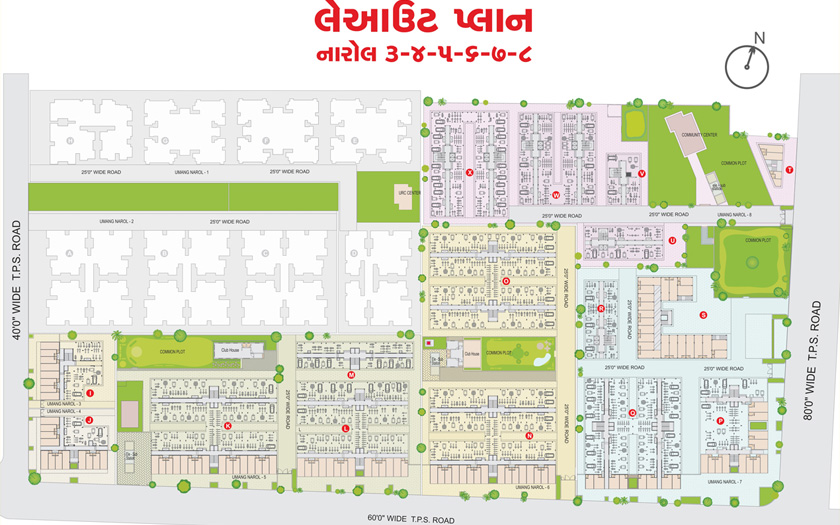 લેઆઉટ પ્લાન
નારોલ ૩-૪-૫-૬-૭-૮
N
COMMUNITY CENTER
COMMON PLOT
T
25'0" WIDE ROAD
UMANG NAROL - 1
25'0" WIDE ROAD
X
W
V
URC CENTER
UMANG NAROL - 2
25'0" WIDE ROAD
25'0" WIDE ROAD
25'0" WIDE ROAD
UMANG NAROL - 8
U
COMMON PLOT
40'0" WIDE T.P.S. ROAD
O
25'0" WIDE ROAD
R
25'0" WIDE ROAD
S
80'0" WIDE T.P.S. ROAD
COMMON PLOT
Club House
Club House
COMMON PLOT
M
25'0" WIDE ROAD
25'0" WIDE ROAD
I
UMANG NAROL - 3
UMANG NAROL - 4
J
K
25'0" WIDE ROAD
L
N
25'0" WIDE ROAD
Q
P
UMANG NAROL - 5
UMANG NAROL - 6
UMANG NAROL - 7
60'0" WIDE T.P.S. ROAD